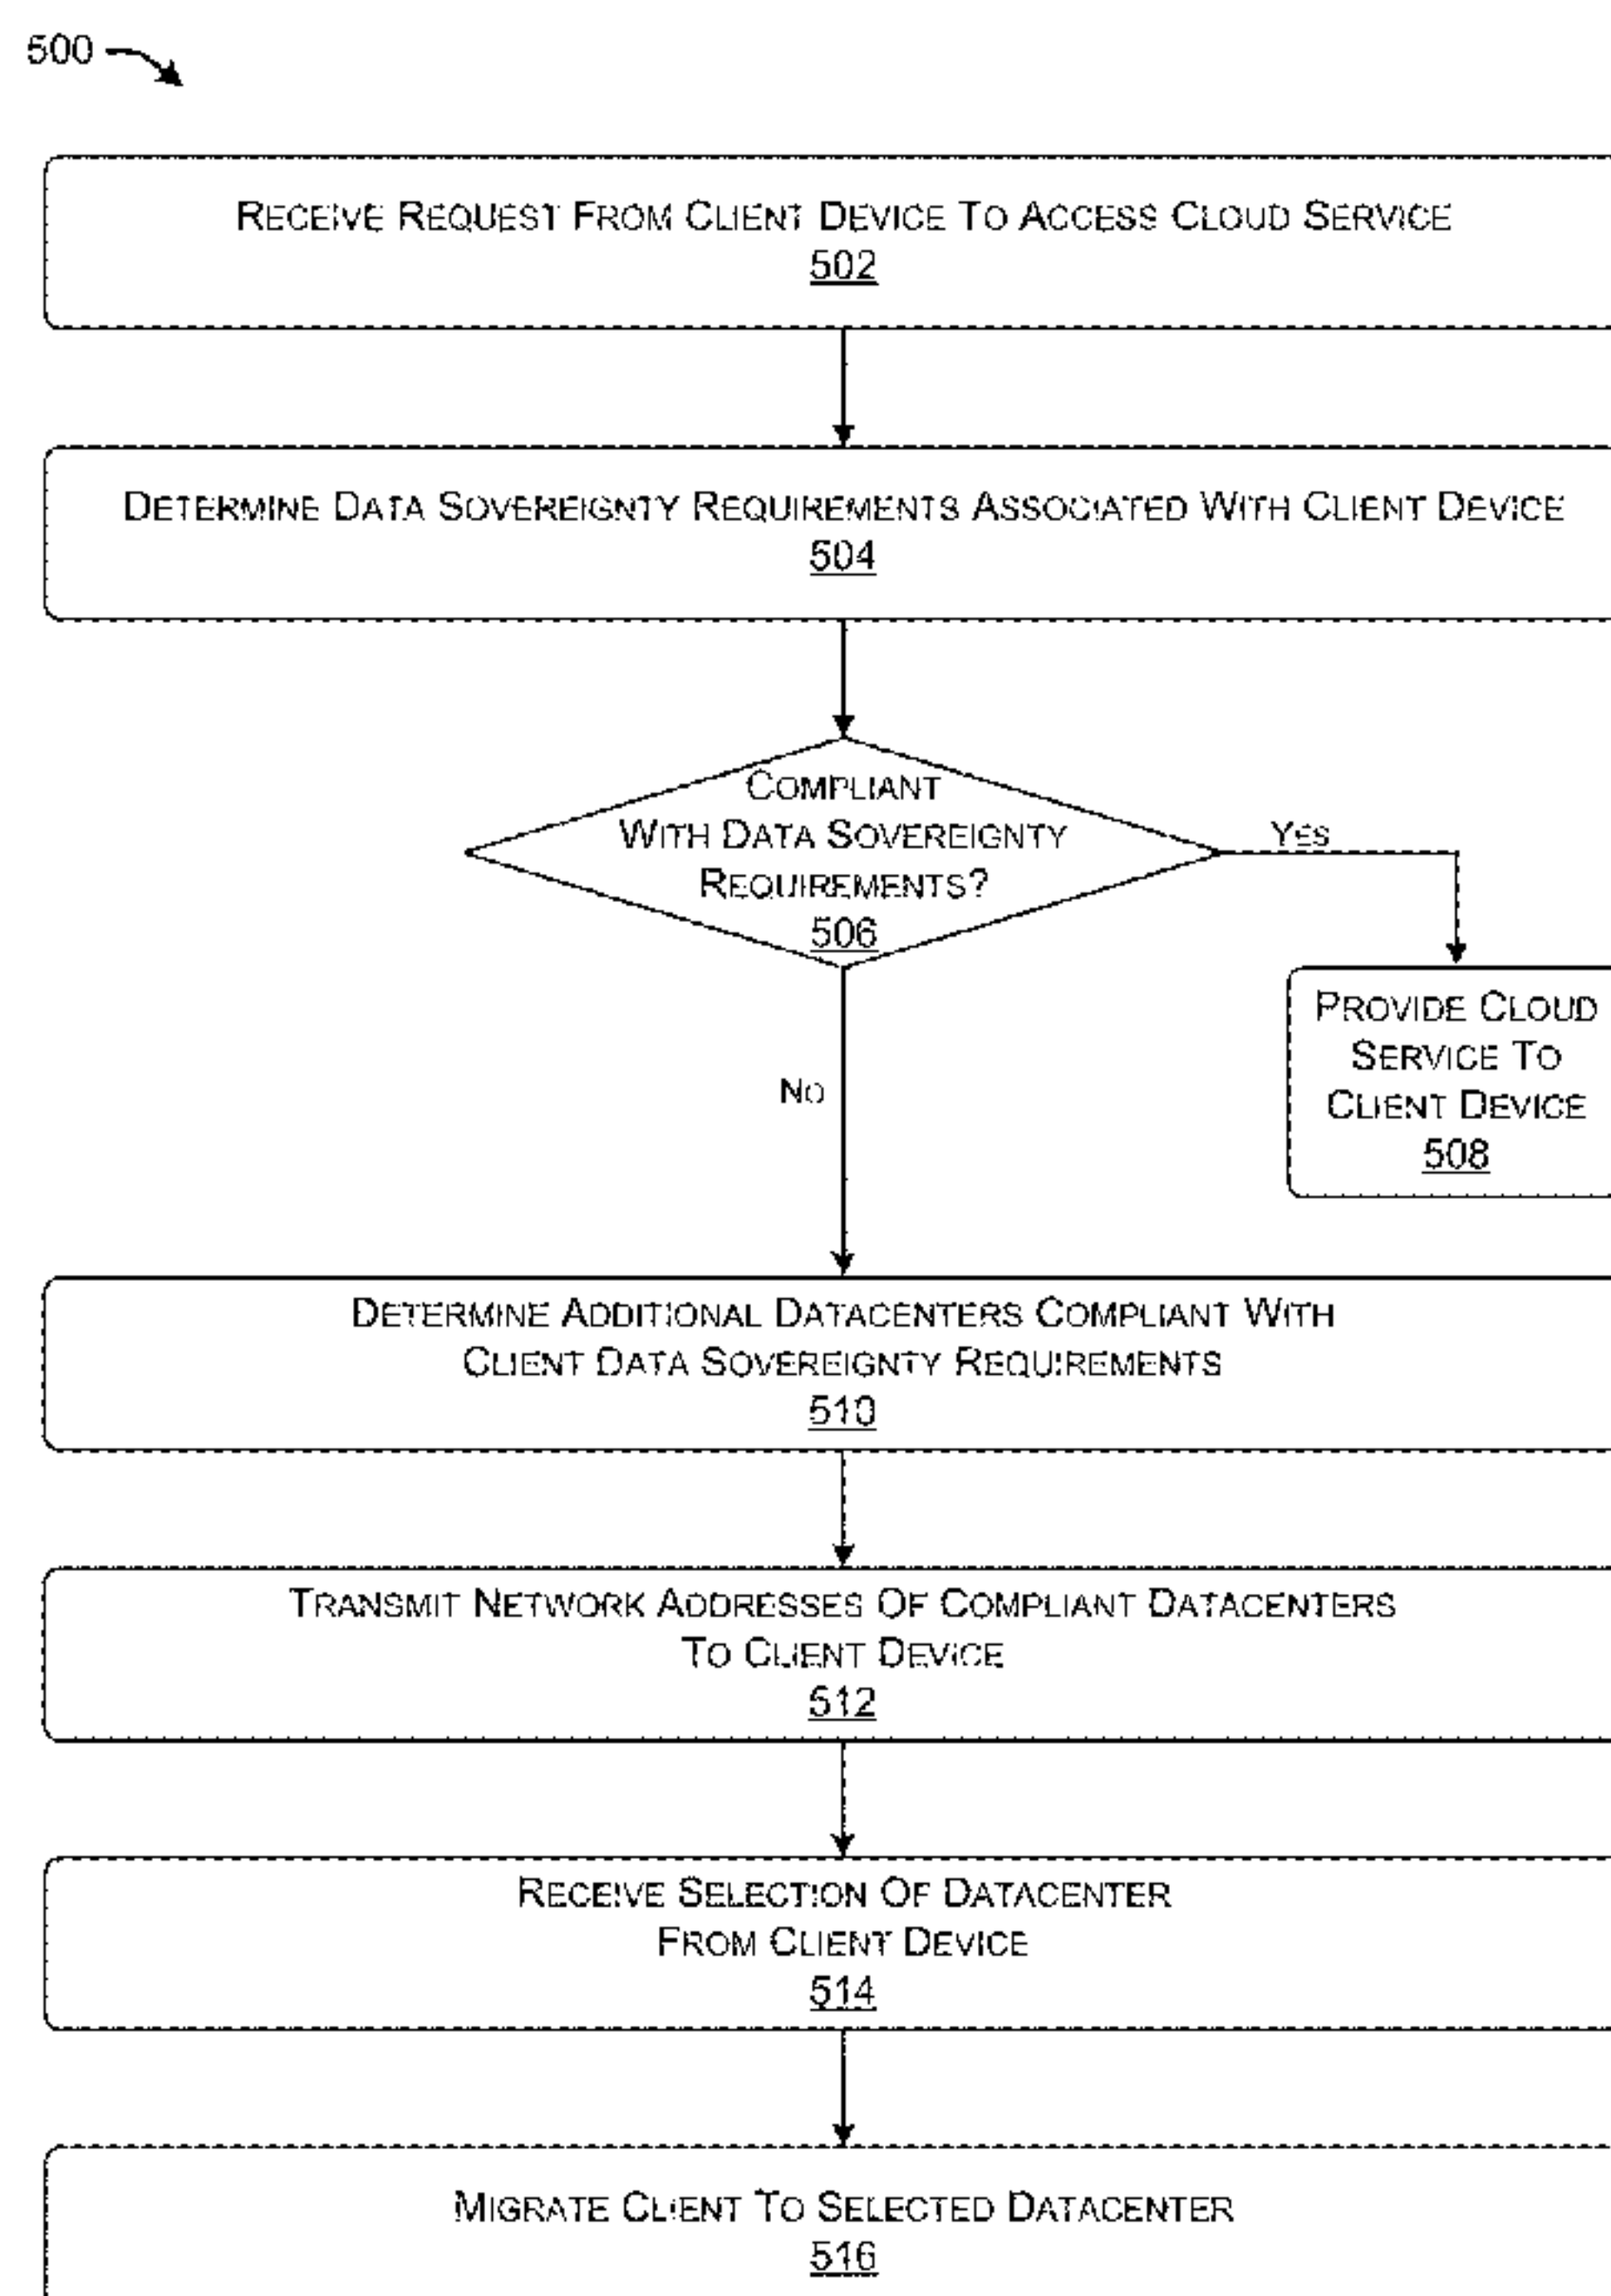 500
RECEIVE REQUEST FROM CLIENT DEVICE TO ACCESS CLOUD SERVICE
502
DETERMINE DATA SOVEREIGNTY REQUIREMENTS ASSOCIATED WITH CLIENT DEVICE
504
COMPLIANT
WITH DATA SOVEREIGNTY
REQUIREMENTS?
506
YES
PROVIDE CLOUD
SERVICE TO
CLIENT DEVICE
508
NO
DETERMINE ADDITIONAL DATACENTERS COMPLIANT WITH
CLIENT DATA SOVEREIGNTY REQUIREMENTS
510
TRANSMIT NETWORK ADDRESSES OF COMPLIANT DATACENTERS
TO CLIENT DEVICE
512
RECEIVE SELECTION OF DATACENTER
FROM CLIENT DEVICE
514
MIGRATE CLIENT TO SELECTED DATACENTER
516